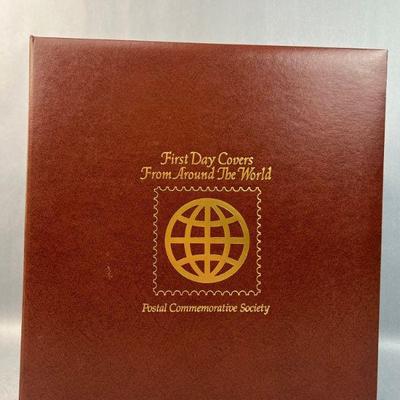 First Day Covers
From Around The World
Postal Commemorative Society